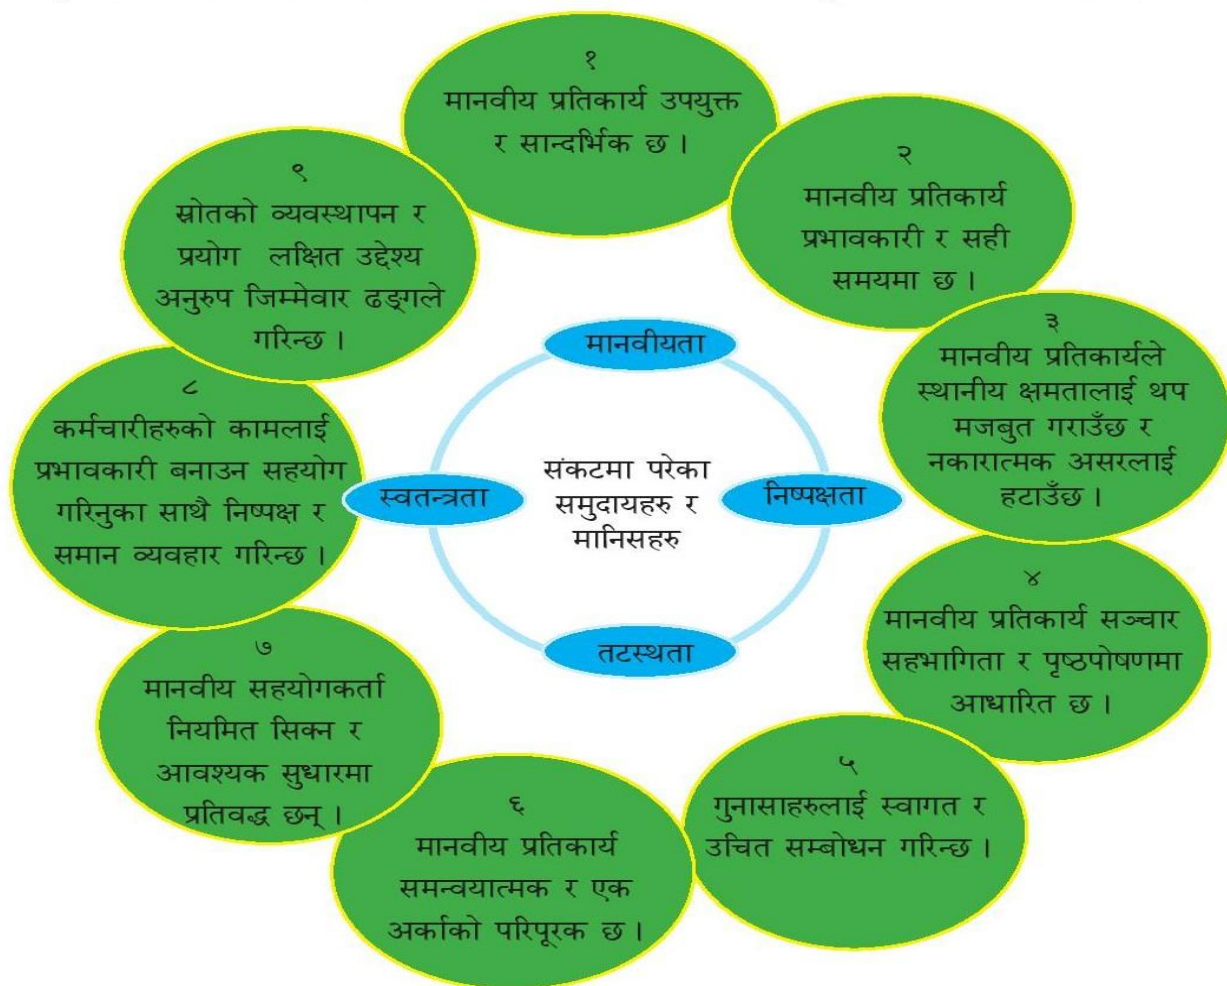 १
मानवीय प्रतिकार्य उपयुक्त
र सान्दर्भिक छ ।
२
मानवीय प्रतिकार्य
प्रभावकारी र सही
समयमा छ ।
३
मानवीय प्रतिकार्यले
स्थानीय क्षमतालाई थप
मजबुत गराउँछ र
नकारात्मक असरलाई
हटाउँछ ।
४
मानवीय प्रतिकार्य सञ्चार
सहभागिता र पृष्ठपोषणमा
आधारित छ ।
५
गुनासाहरुलाई स्वागत र
उचित सम्बोधन गरिन्छ ।
६
मानवीय प्रतिकार्य
समन्वयात्मक र एक
अर्काको परिपूरक छ ।
७
मानवीय सहयोगकर्ता
नियमित सिक्न र
आवश्यक सुधारमा
प्रतिवद्ध छन् ।
८
कर्मचारीहरुको कामलाई
प्रभावकारी बनाउन सहयोग
गरिनुका साथै निष्पक्ष र
समान व्यवहार गरिन्छ ।
९
स्रोतको व्यवस्थापन र
प्रयोग लक्षित उद्देश्य
अनुरुप जिम्मेवार ढङ्गले
गरिन्छ ।
मानवीयता
निष्पक्षता
तटस्थता
स्वतन्त्रता
संकटमा परेका
समुदायहरु र
मानिसहरु